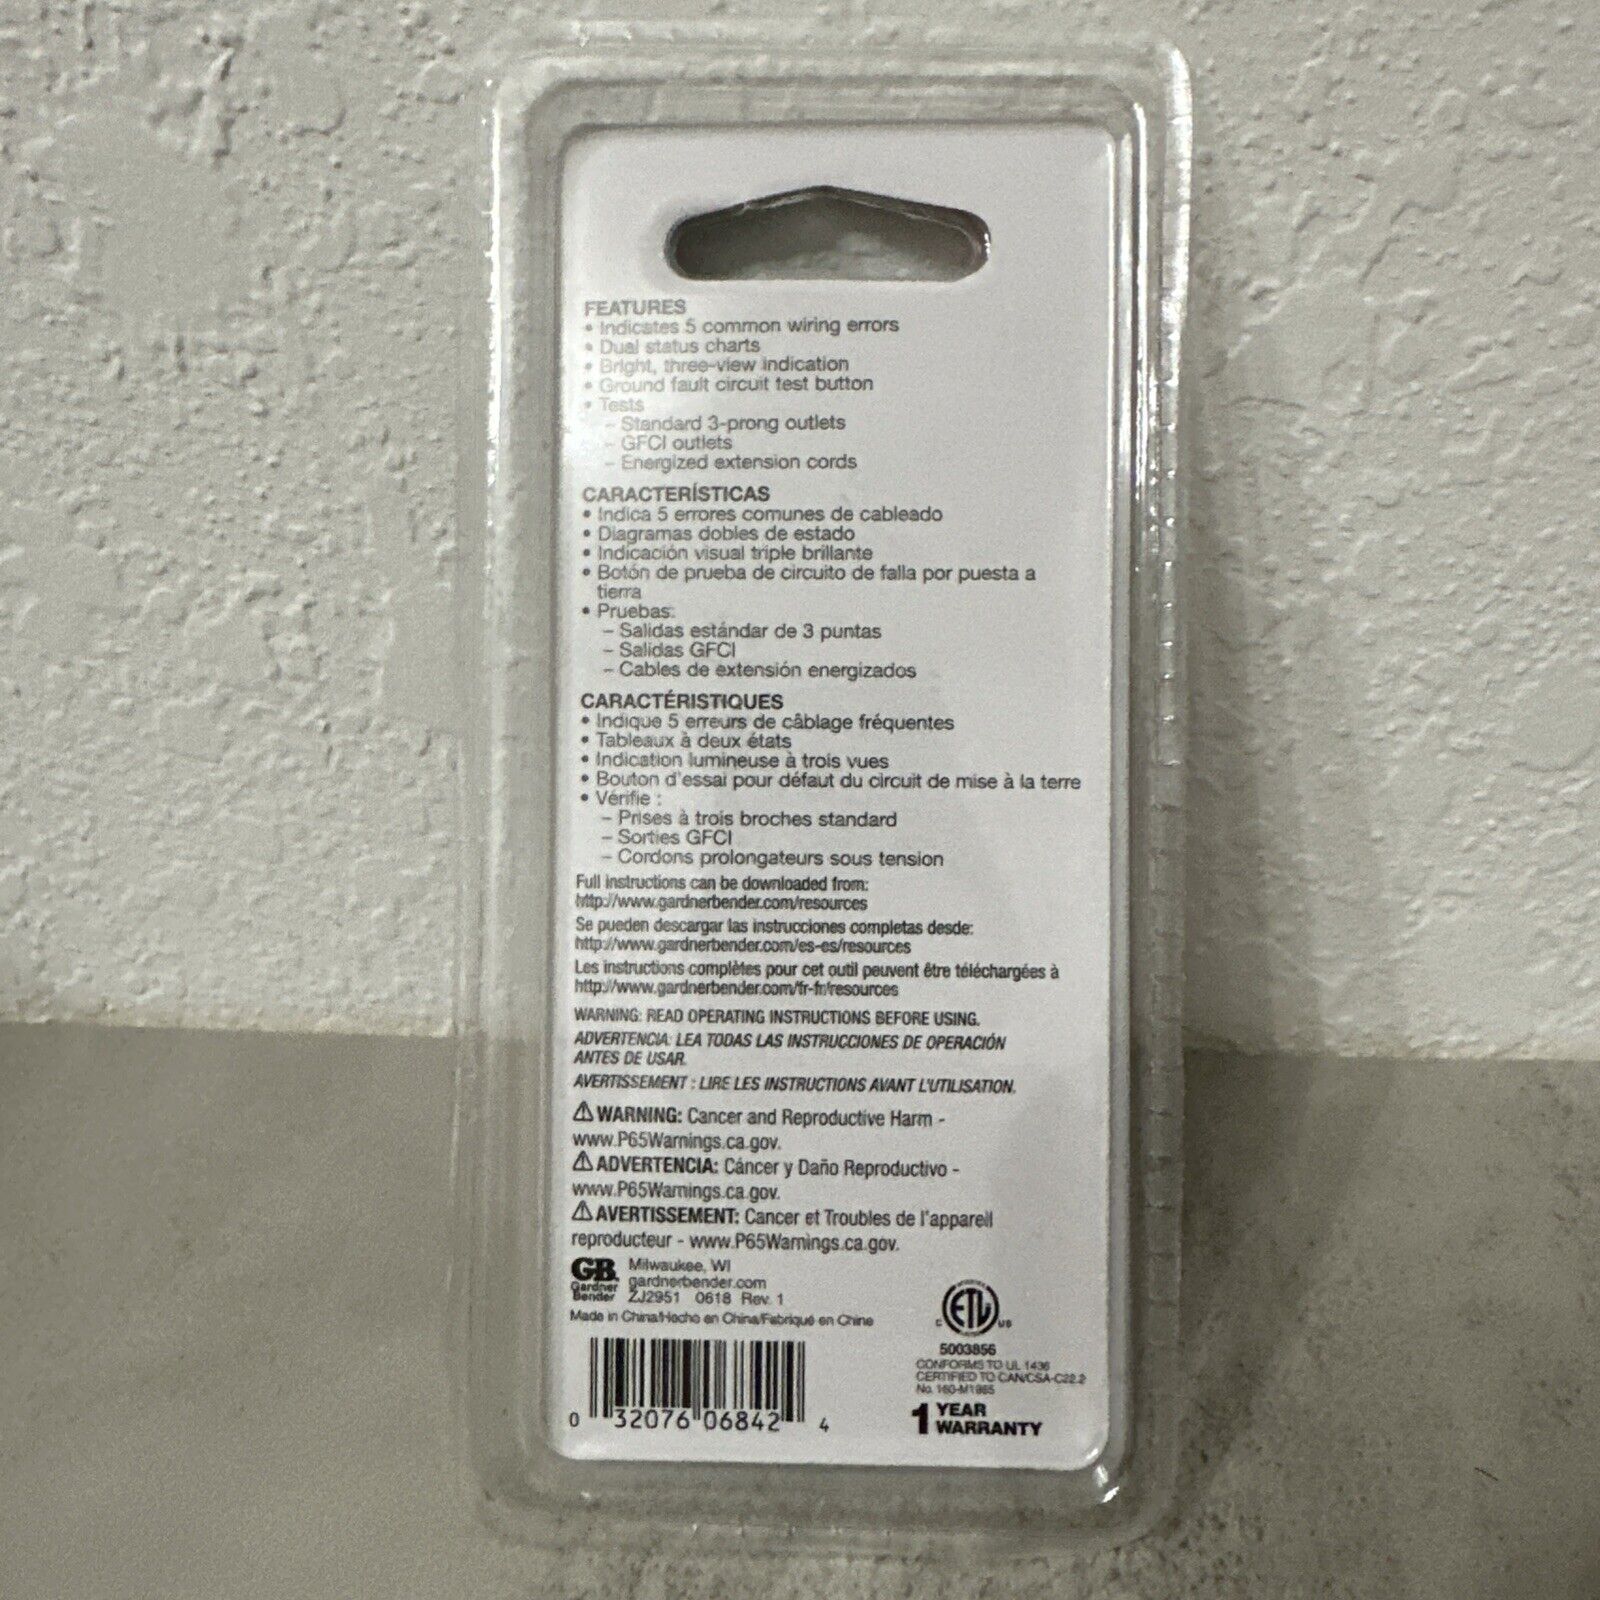 FEATURES
• Indicates 5 common wiring errors
• Dual status charts
• Bright, three-view indication
• Ground fault circuit test button
• Tests
– Standard 3-prong outlets
– GFCI outlets
– Energized extension cords
CARACTERÍSTICAS
• Indica 5 errores comunes de cableado
• Diagramas dobles de estado
• Indicación visual triple brillante
• Botón de prueba de circuito de falla por puesta a
tierra
• Pruebas:
– Salidas estándar de 3 puntas
– Salidas GFCI
– Cables de extensión energizados
CARACTÉRISTIQUES
• Indique 5 erreurs de câblage fréquentes
• Tableaux à deux états
• Indication lumineuse à trois vues
• Bouton d'essai pour défaut du circuit de mise à la terre
• Vérifie :
– Prises à trois broches standard
– Sorties GFCI
– Cordons prolongateurs sous tension
Full instructions can be downloaded from:
http://www.gardnerbender.com/resources
Se pueden descargar las instrucciones completas desde:
http://www.gardnerbender.com/es-es/resources
Les instructions complètes pour cet outil peuvent être téléchargées à
http://www.gardnerbender.com/fr-fr/resources
WARNING: READ OPERATING INSTRUCTIONS BEFORE USING.
ADVERTENCIA: LEA TODAS LAS INSTRUCCIONES DE OPERACIÓN
ANTES DE USAR.
AVERTISSEMENT : LIRE LES INSTRUCTIONS AVANT L'UTILISATION.
⚠ WARNING: Cancer and Reproductive Harm -
www.P65Warnings.ca.gov.
⚠ ADVERTENCIA: Cáncer y Daño Reproductivo -
www.P65Warnings.ca.gov.
⚠ AVERTISSEMENT: Cancer et Troubles de l'appareil
reproducteur - www.P65Warnings.ca.gov.
GB Gardner Bender
Milwaukee, WI
gardnerbender.com
ZJ2951 0618 Rev. 1
Made in China/Hecho en China/Fabriqué en Chine
0 32076 06842 4
C ETL US
5003856
CONFORMS TO UL 1436
CERTIFIED TO CAN/CSA-C22.2
No. 160-M1985
1 YEAR
WARRANTY